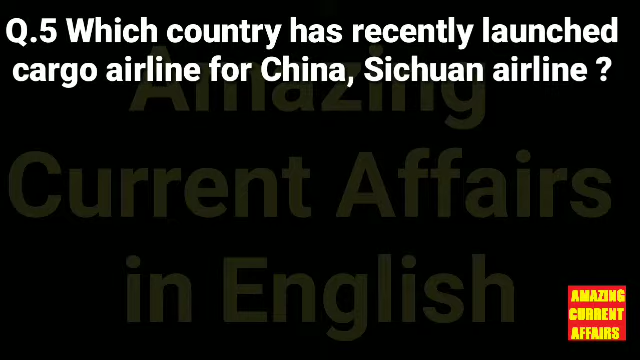 Q.5 Which country has recently launched
cargo airline for China, Sichuan airline ?
Amazing
Current Affairs
in English
AMAZING
CURRENT
AFFAIRS